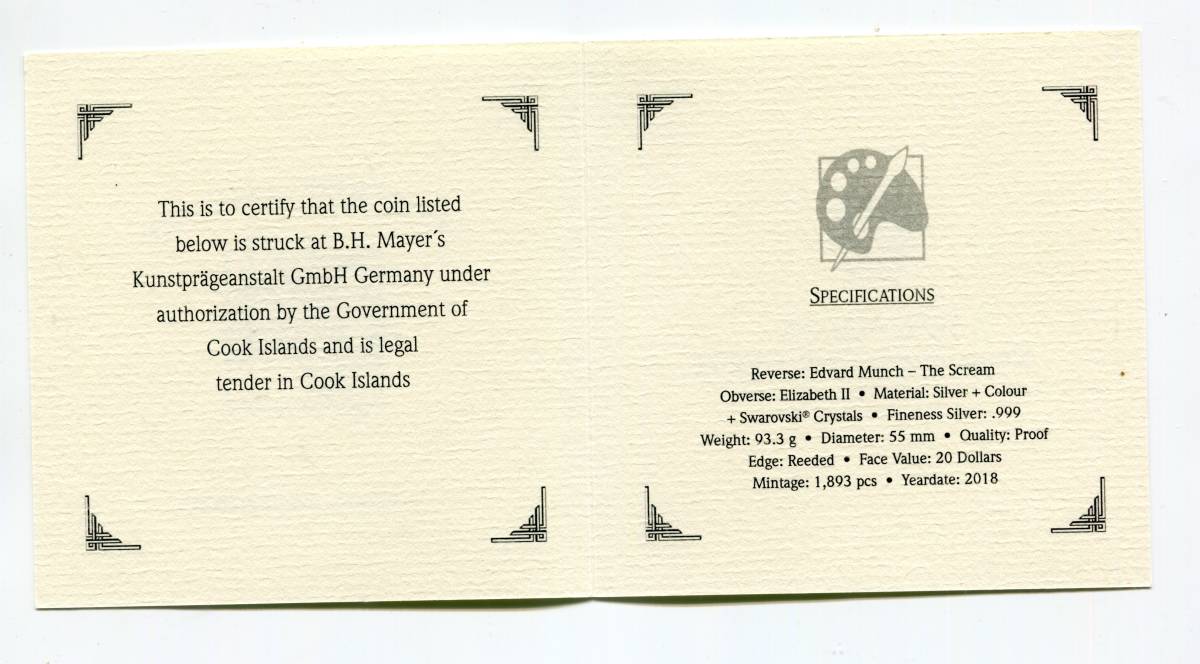 This is to certify that the coin listed
below is struck at B.H. Mayer´s
Kunstprägeanstalt GmbH Germany under
authorization by the Government of
Cook Islands and is legal
tender in Cook Islands
SPECIFICATIONS
Reverse: Edvard Munch – The Scream
Obverse: Elizabeth II • Material: Silver + Colour
+ Swarovski® Crystals • Fineness Silver: .999
Weight: 93.3 g • Diameter: 55 mm • Quality: Proof
Edge: Reeded • Face Value: 20 Dollars
Mintage: 1,893 pcs • Yeardate: 2018